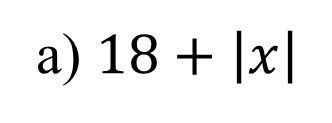 a) 18 + |x|